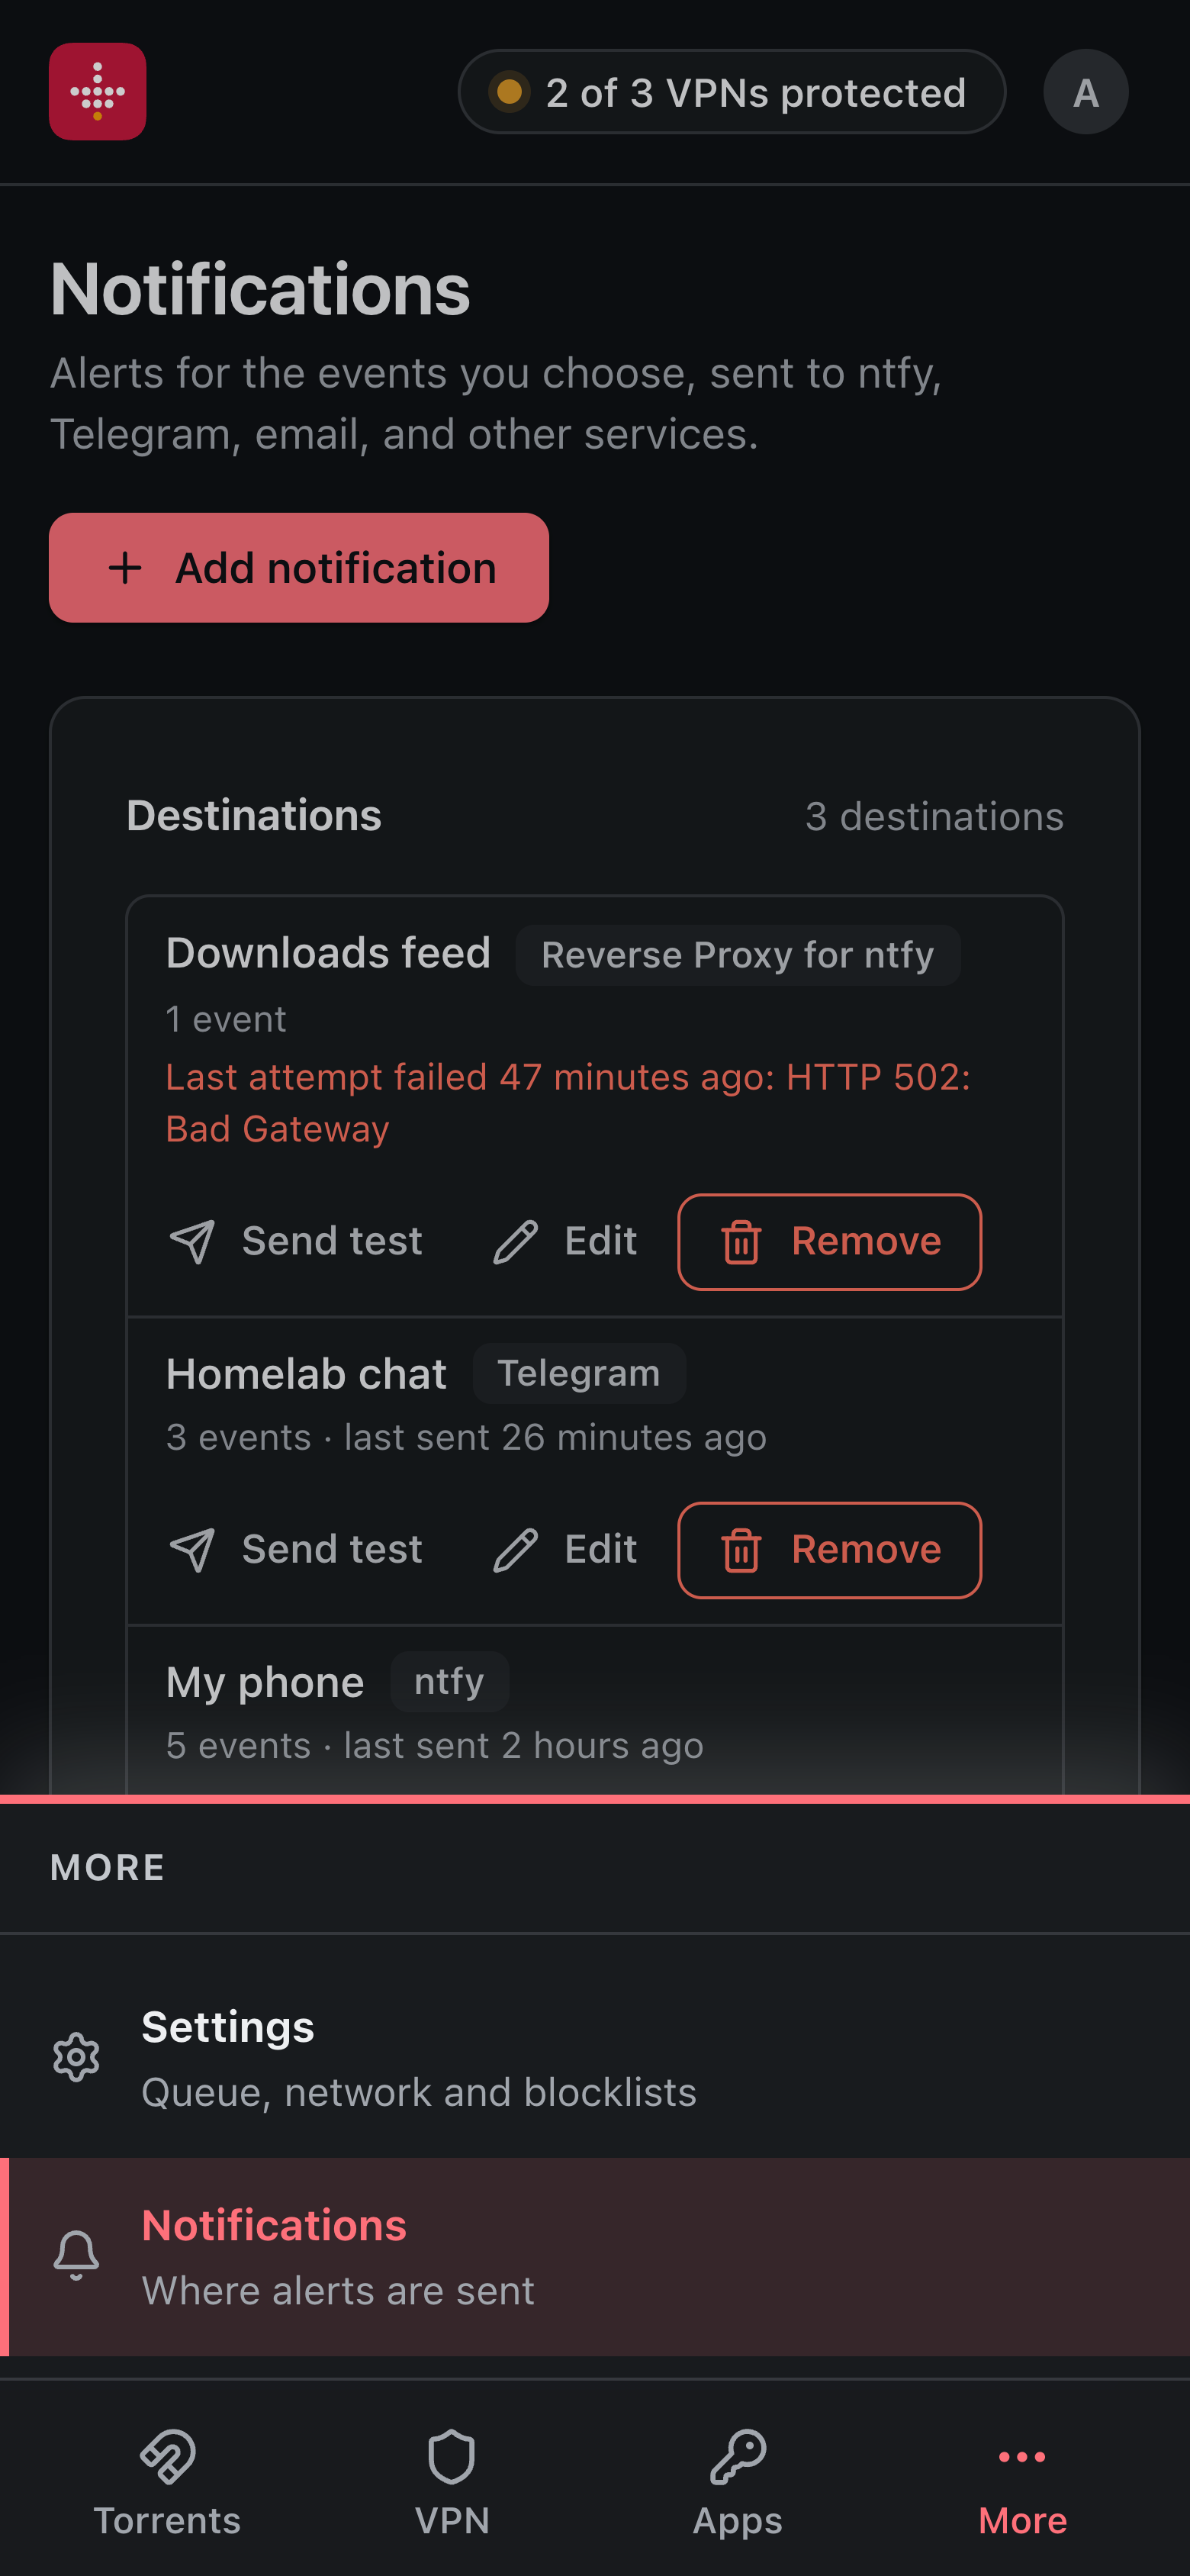 2 of 3 VPNs protected
A
Notifications
Alerts for the events you choose, sent to ntfy,
Telegram, email, and other services.
Add notification
Destinations
3 destinations
Downloads feed
Reverse Proxy for ntfy
1 event
Last attempt failed 47 minutes ago: HTTP 502:
Bad Gateway
Send test
Edit
Remove
Homelab chat
Telegram
3 events · last sent 26 minutes ago
Send test
Edit
Remove
My phone
ntfy
5 events · last sent 2 hours ago
MORE
Settings
Queue, network and blocklists
Notifications
Where alerts are sent
Torrents
VPN
Apps
More